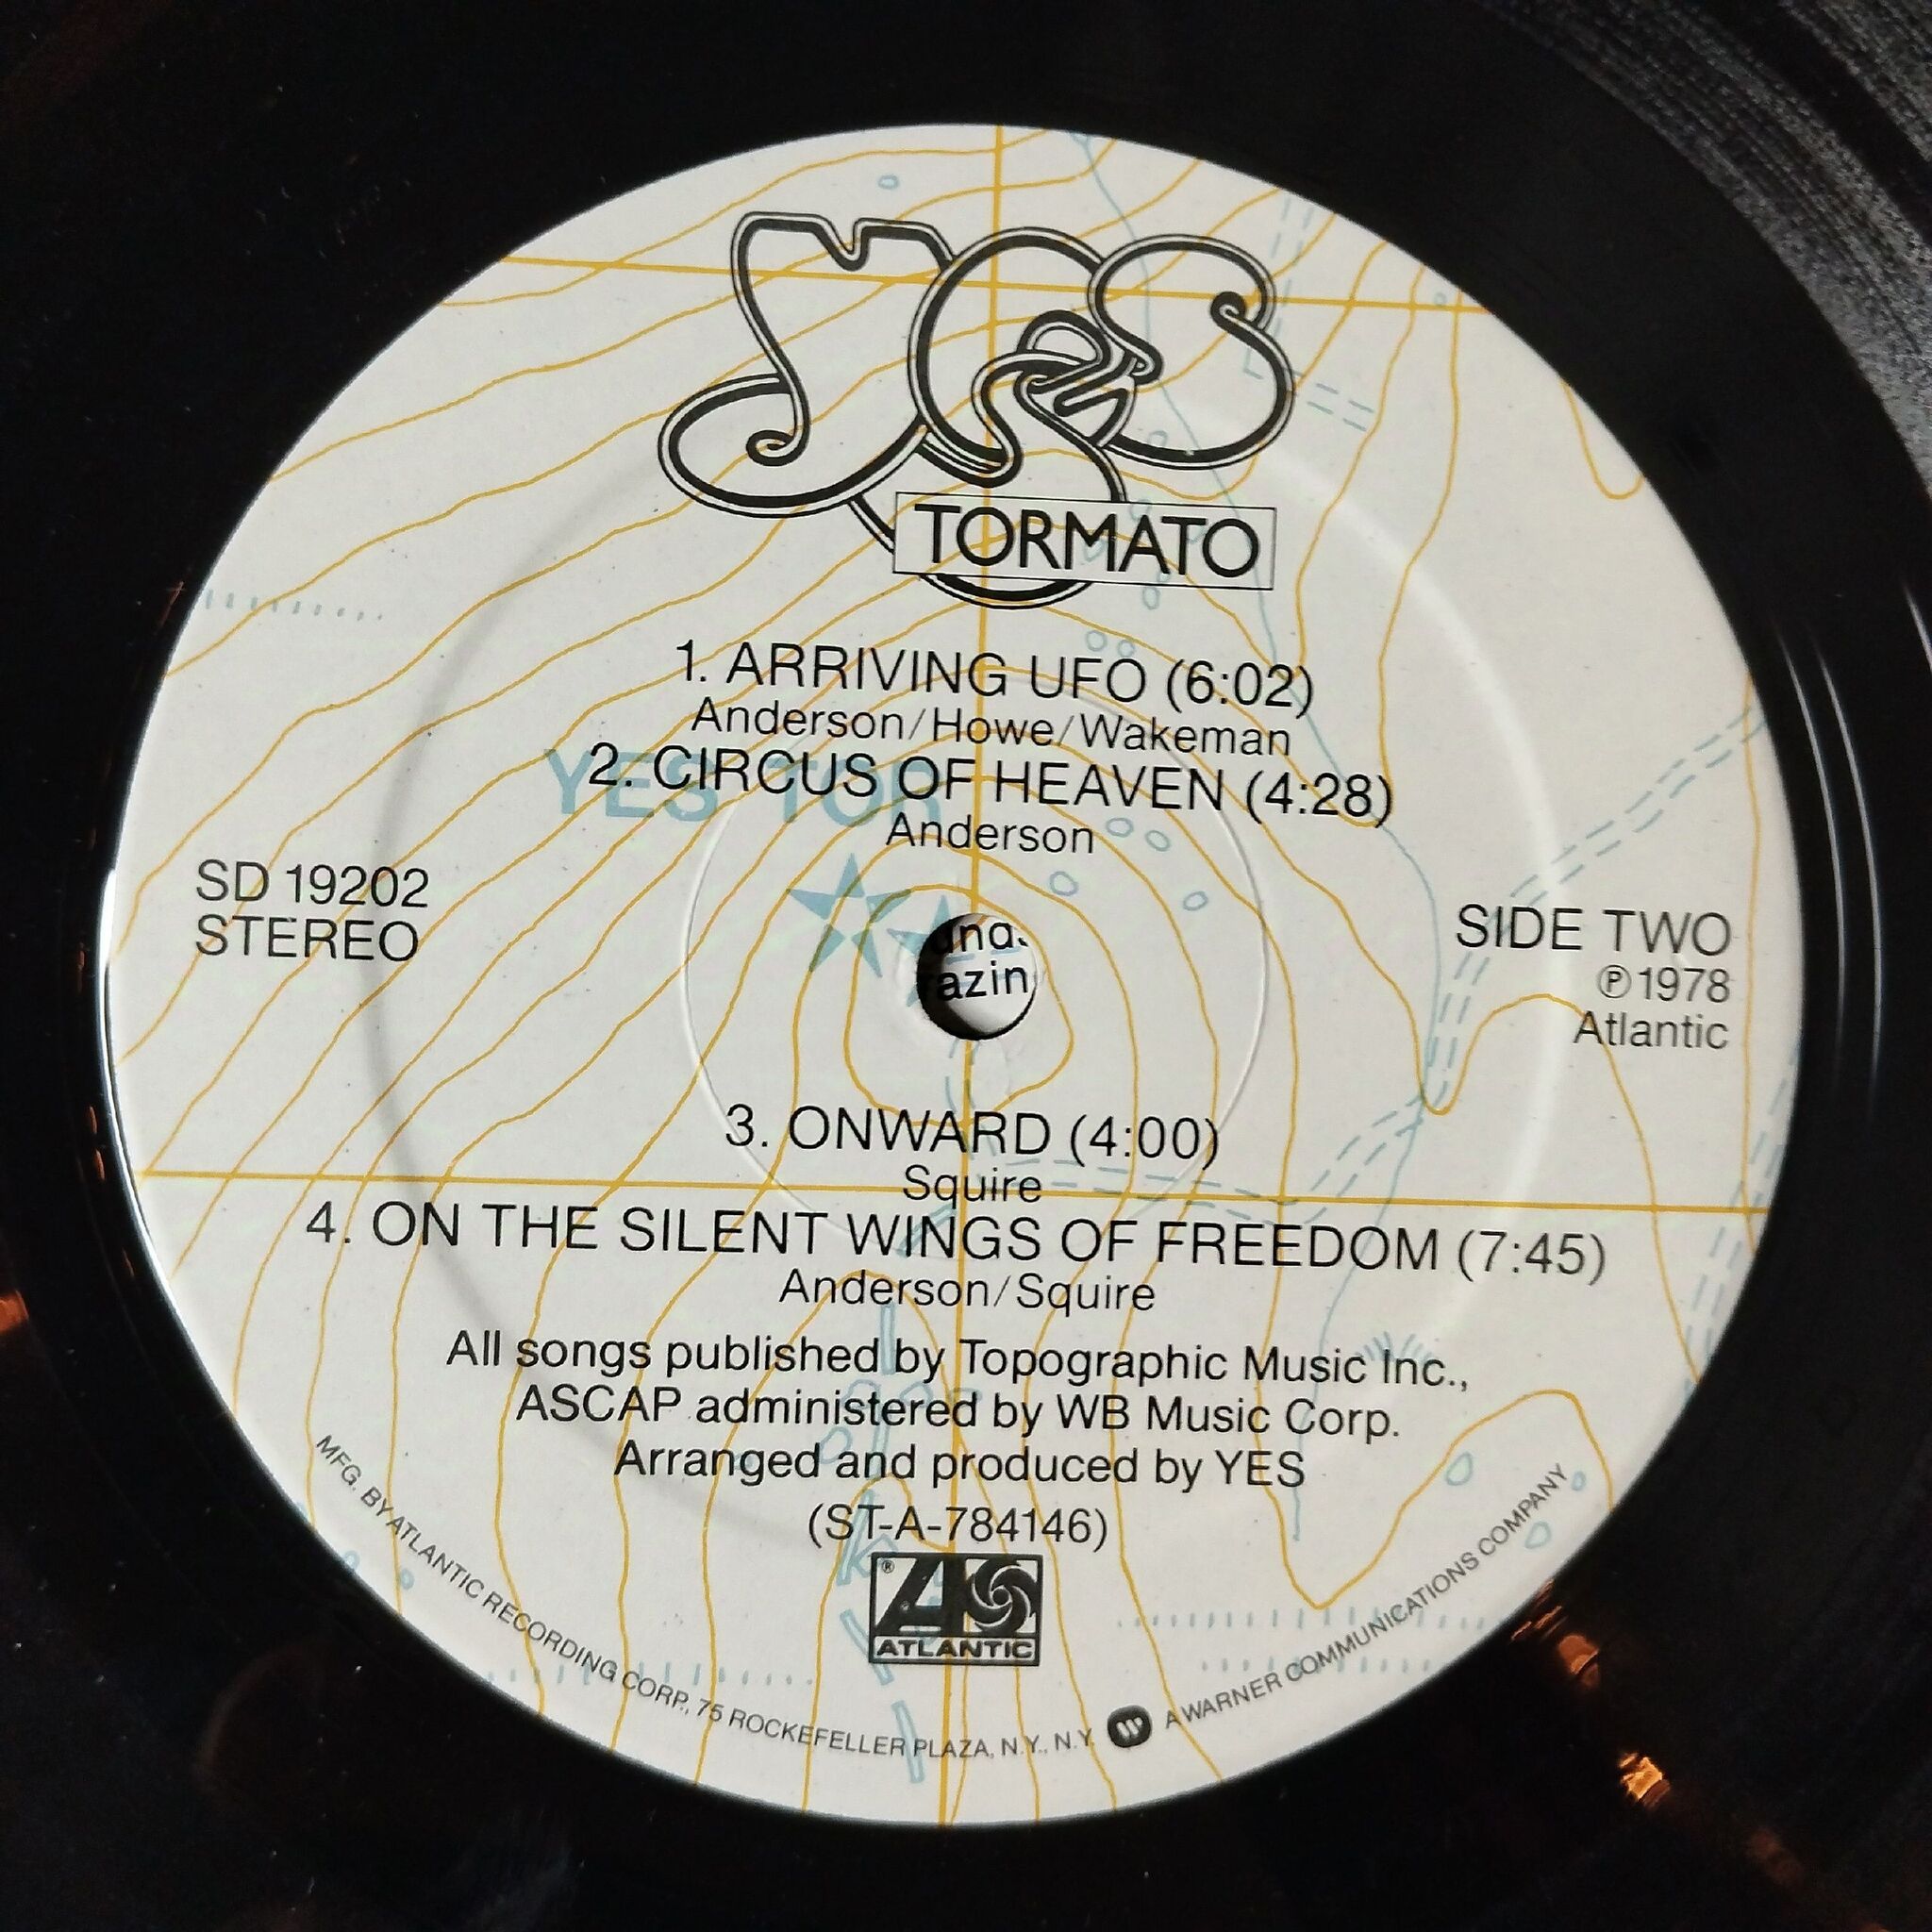 YES
TORMATO
1. ARRIVING UFO (6:02)
Anderson/Howe/Wakeman
YES TOR
2. CIRCUS OF HEAVEN (4:28)
Anderson
SD 19202
STEREO
SIDE TWO
℗1978
Atlantic
3. ONWARD (4:00)
Squire
4. ON THE SILENT WINGS OF FREEDOM (7:45)
Anderson/Squire
All songs published by Topographic Music Inc.,
ASCAP administered by WB Music Corp.
Arranged and produced by YES
(ST-A-784146)
®
ATLANTIC
MFG. BY ATLANTIC RECORDING CORP., 75 ROCKEFELLER PLAZA, N.Y., N.Y. W A WARNER COMMUNICATIONS COMPANY